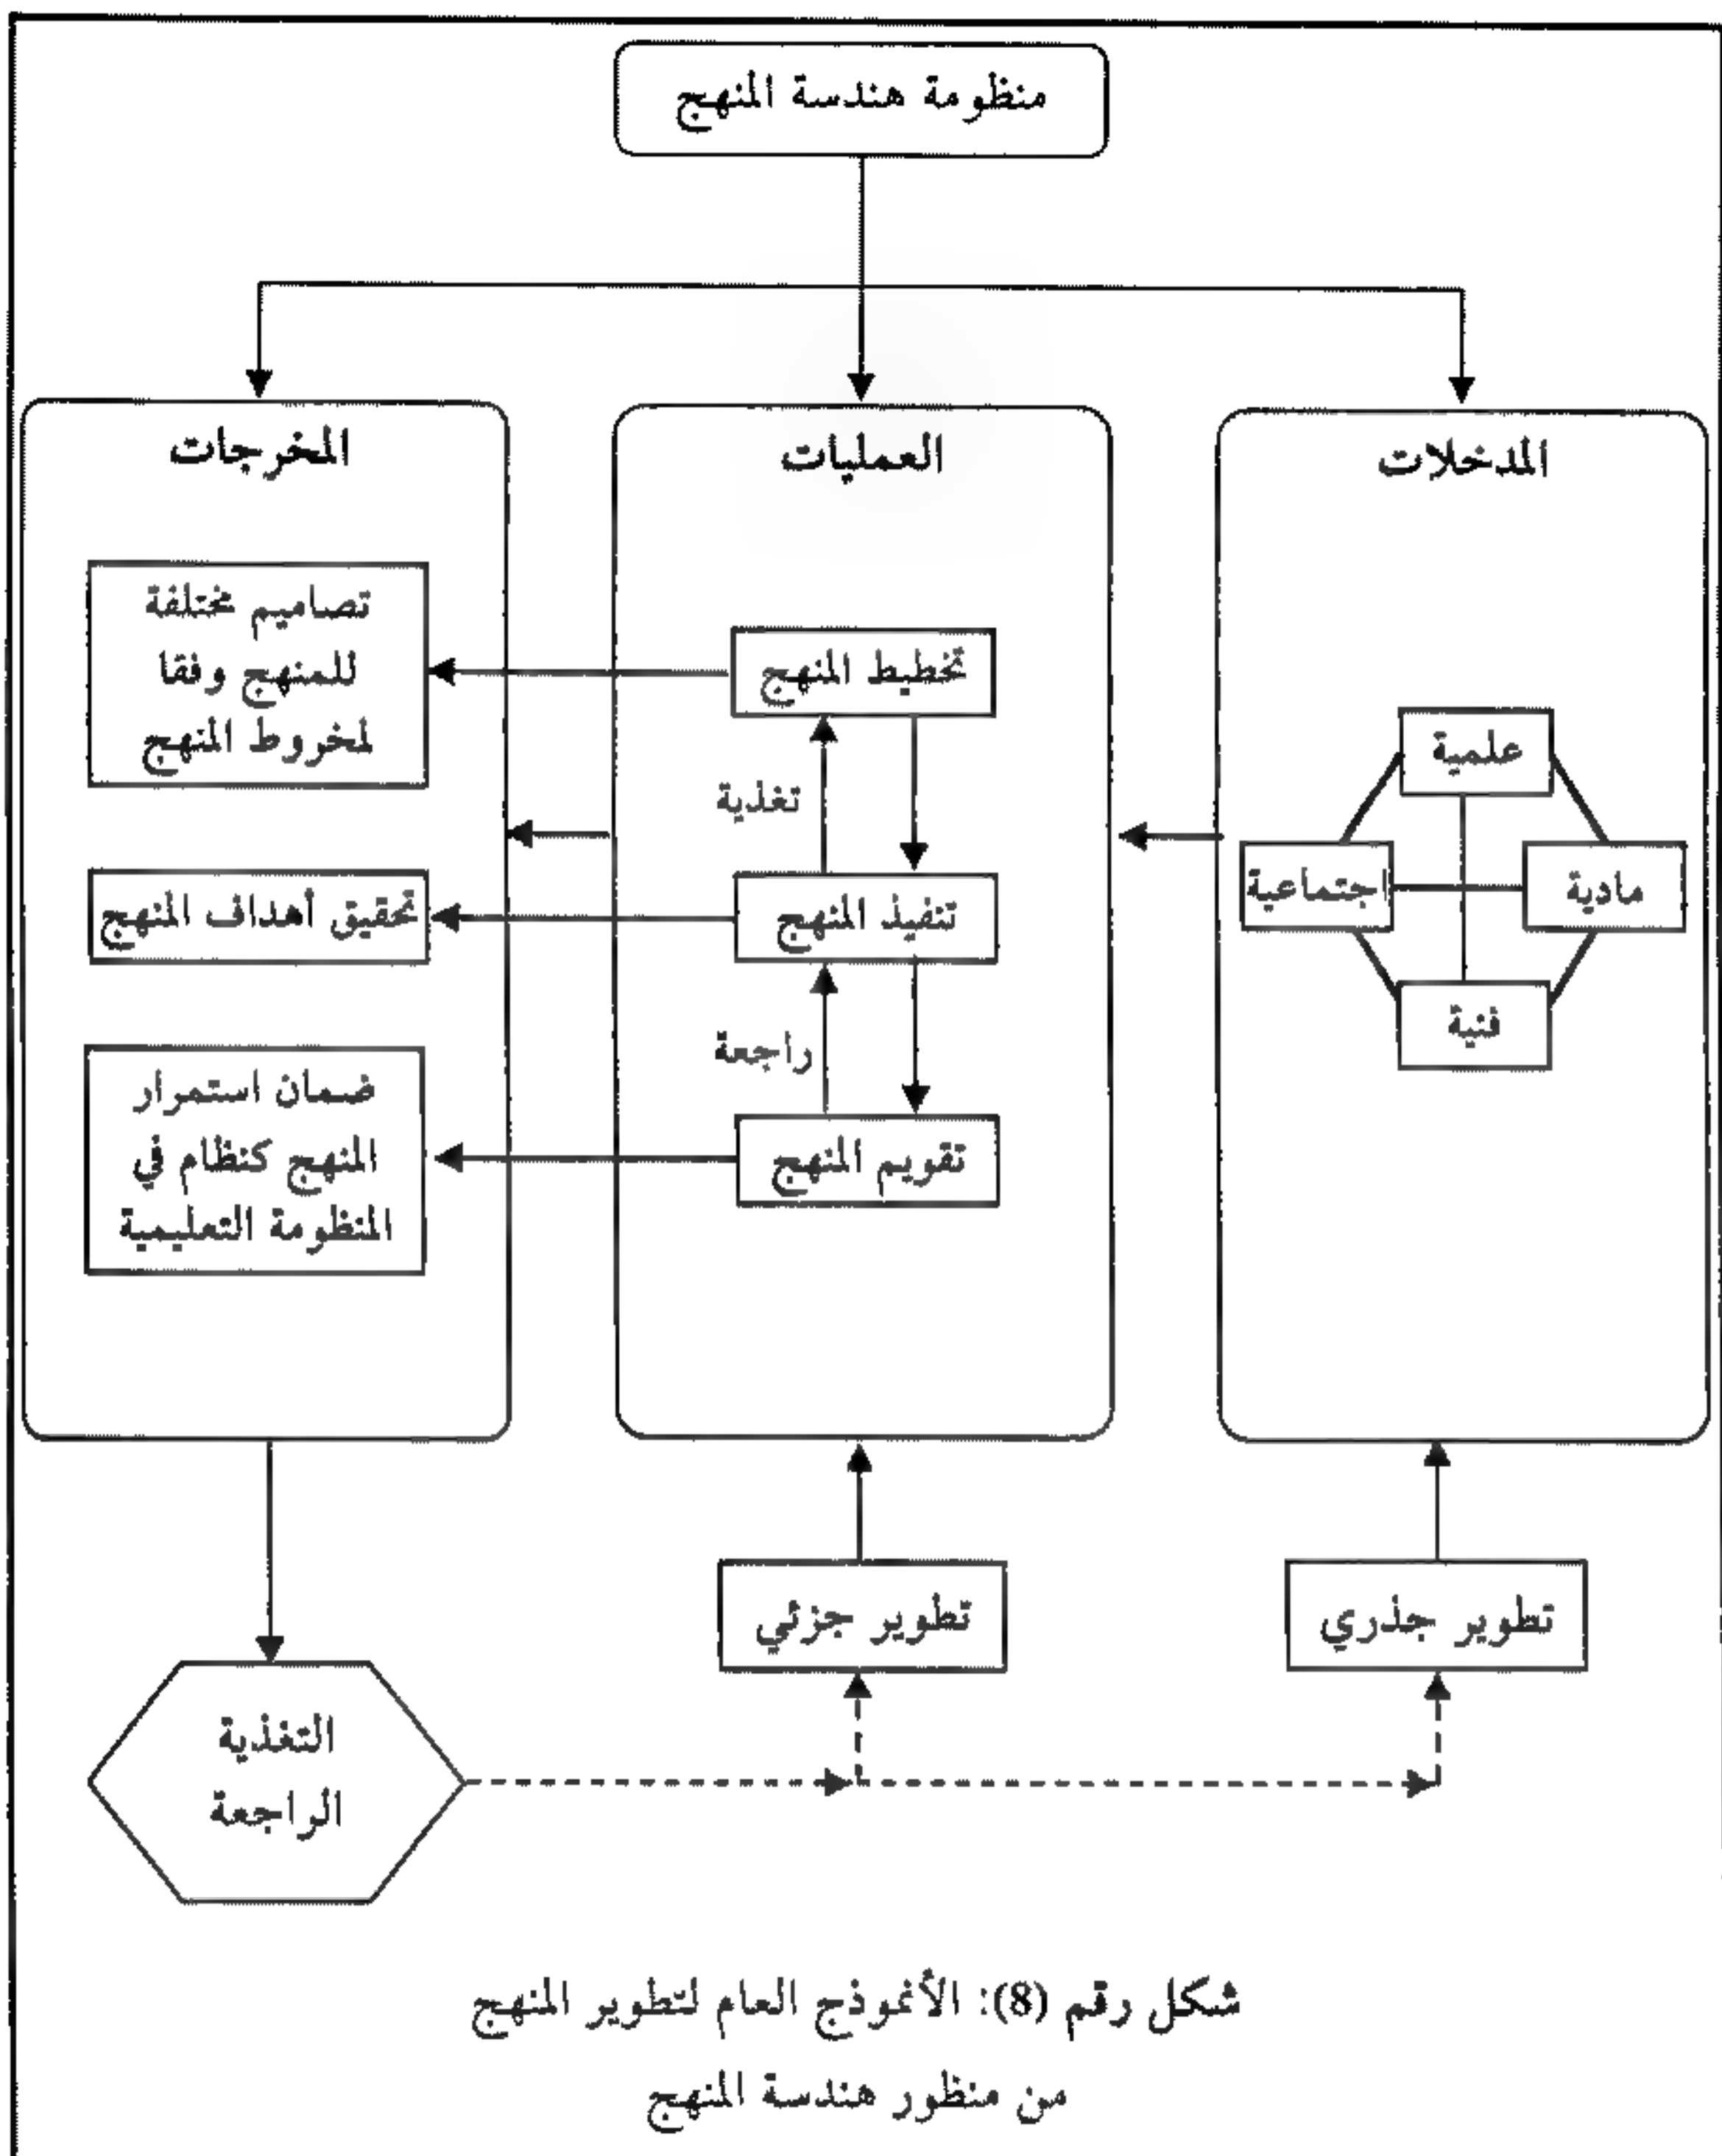 منظومة هندسة المنهج
المدخلات
علمية
مادية
اجتماعية
فنية
العمليات
تخطيط المنهج
تغذية
تنفيذ المنهج
راجعة
تقويم المنهج
المخرجات
تصاميم مختلفة
للمنهج وفقا
لمخروط المنهج
تحقيق أهداف المنهج
ضمان استمرار
المنهج كنظام في
المنظومة التعليمية
تطوير جذري
تطوير جزئي
التغذية
الراجعة
شكل رقم (8): الأنموذج العام لتطوير المنهج
من منظور هندسة المنهج